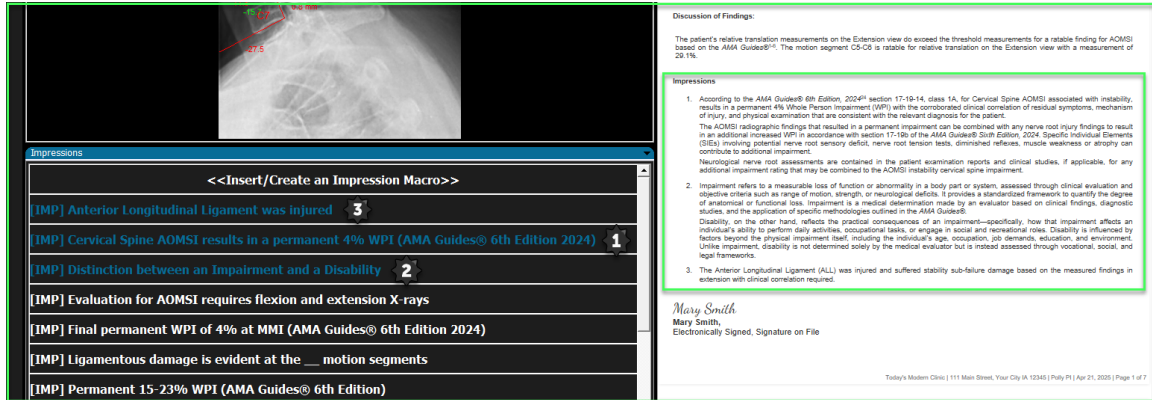 -15.
0.0 mm
-27.5
Impressions
<<Insert/Create an Impression Macro>>
[IMP] Anterior Longitudinal Ligament was injured 3
[IMP] Cervical Spine AOMSI results in a permanent 4% WPI (AMA Guides® 6th Edition 2024) 1
[IMP] Distinction between an Impairment and a Disability 2
[IMP] Evaluation for AOMSI requires flexion and extension X-rays
[IMP] Final permanent WPI of 4% at MMI (AMA Guides® 6th Edition 2024)
[IMP] Ligamentous damage is evident at the __ motion segments
[IMP] Permanent 15-23% WPI (AMA Guides® 6th Edition)
Discussion of Findings:
The patient's relative translation measurements on the Extension view do exceed the threshold measurements for a ratable finding for AOMSI
based on the AMA Guides®. The motion segment C5-C6 is ratable for relative translation on the Extension view with a measurement of
29.1%.
Impressions
1. According to the AMA Guides® 6th Edition, 2024 section 17-19-14, class 1A, for Cervical Spine AOMSI associated with instability,
results in a permanent 4% Whole Person Impairment (WPI) with the corroborated clinical correlation of residual symptoms, mechanism
of injury, and physical examination that are consistent with the relevant diagnosis for the patient.
The AOMSI radiographic findings that resulted in a permanent impairment can be combined with any nerve root injury findings to result
in an additional increased WPI in accordance with section 17-19b of the AMA Guides® Sixth Edition, 2024. Specific Individual Elements
(SIEs) involving potential nerve root sensory deficit, nerve root tension tests, diminished reflexes, muscle weakness or atrophy can
contribute to additional impairment.
Neurological nerve root assessments are contained in the patient examination reports and clinical studies, if applicable, for any
additional impairment rating that may be combined to the AOMSI instability cervical spine impairment.
2. Impairment refers to a measurable loss of function or abnormality in a body part or system, assessed through clinical evaluation and
objective criteria such as range of motion, strength, or neurological deficits. It provides a standardized framework to quantify the degree
of anatomical or functional loss. Impairment is a medical determination made by an evaluator based on clinical findings, diagnostic
studies, and the application of specific methodologies outlined in the AMA Guides®.
Disability, on the other hand, reflects the practical consequences of an impairment—specifically, how that impairment affects an
individual's ability to perform daily activities, occupational tasks, or engage in social and recreational roles. Disability is influenced by
factors beyond the physical impairment itself, including the individual's age, occupation, job demands, education, and environment.
Unlike impairment, disability is not determined solely by the medical evaluator but is instead assessed through vocational, social, and
legal frameworks.
3. The Anterior Longitudinal Ligament (ALL) was injured and suffered stability sub-failure damage based on the measured findings in
extension with clinical correlation required.
Mary Smith
Mary Smith,
Electronically Signed, Signature on File
Today's Modern Clinic | 111 Main Street, Your City IA 12345 | Polly PI | Apr 21, 2025 | Page 1 of 7